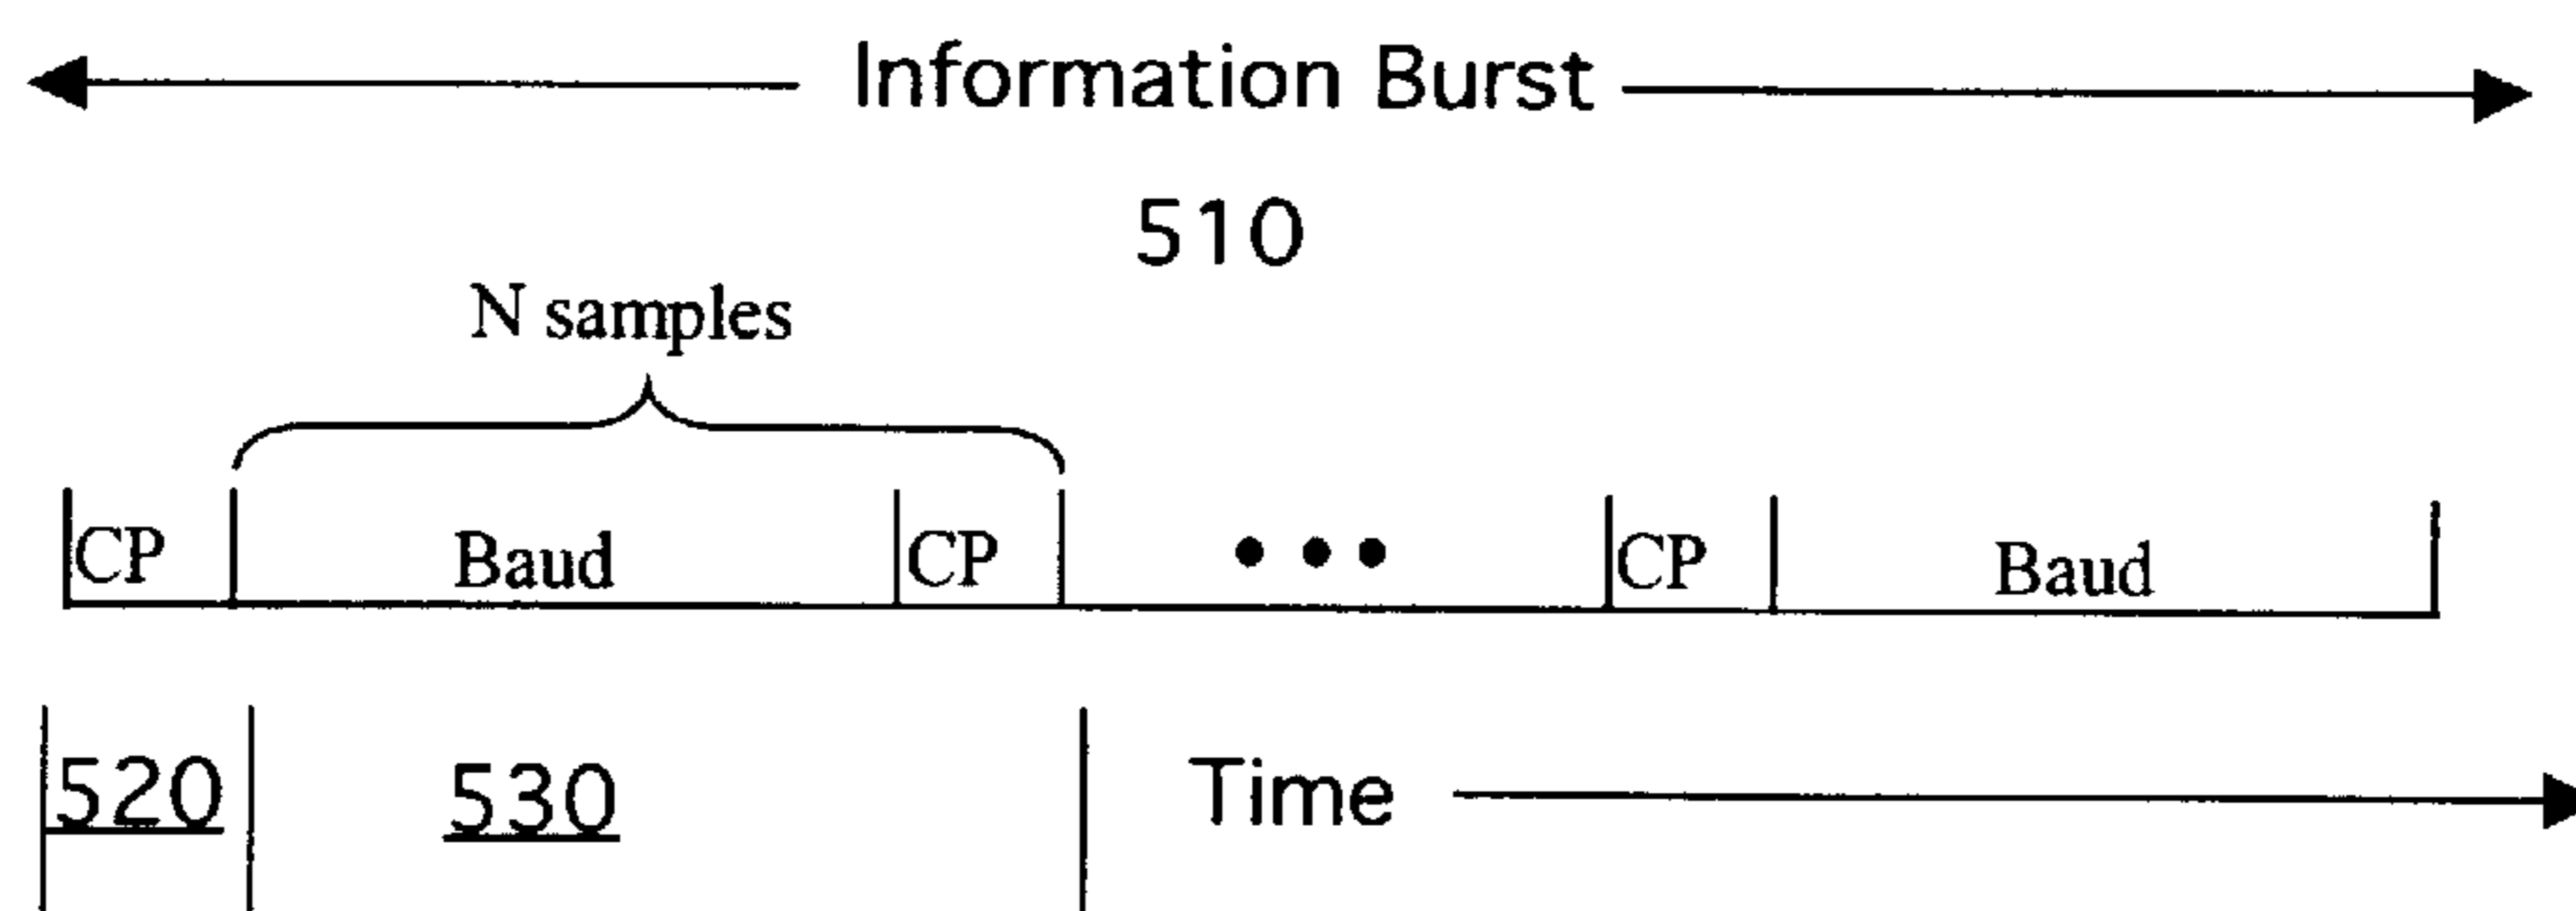 Information Burst
510
N samples
CP Baud CP ••• CP Baud
520 530 Time